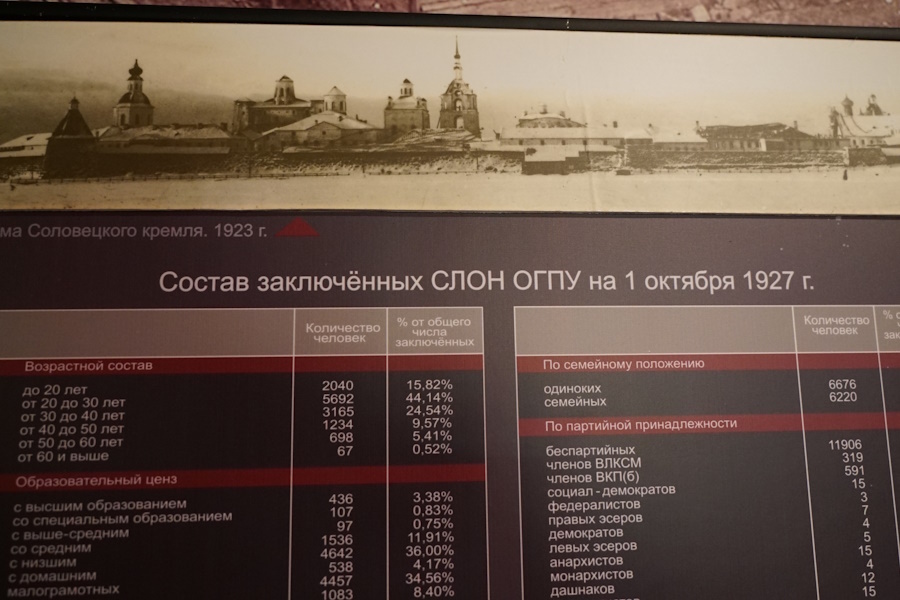 ма Соловецкого кремля. 1923 г.
Состав заключённых СЛОН ОГПУ на 1 октября 1927 г.
Количество человек % от общего числа заключённых
Возрастной состав
до 20 лет 2040 15,82%
от 20 до 30 лет 5692 44,14%
от 30 до 40 лет 3165 24,54%
от 40 до 50 лет 1234 9,57%
от 50 до 60 лет 698 5,41%
от 60 и выше 67 0,52%
Образовательный ценз
с высшим образованием 436 3,38%
со специальным образованием 107 0,83%
с выше-средним 97 0,75%
со средним 1536 11,91%
с низшим 4642 36,00%
с домашним 538 4,17%
малограмотных 4457 34,56%
1083 8,40%
Количество человек %
По семейному положению
одиноких 6676
семейных 6220
По партийной принадлежности
беспартийных 11906
членов ВЛКСМ 319
членов ВКП(б) 591
социал-демократов 15
федералистов 3
правых эсеров 7
демократов 4
левых эсеров 5
анархистов 15
монархистов 4
дашнаков 12
15